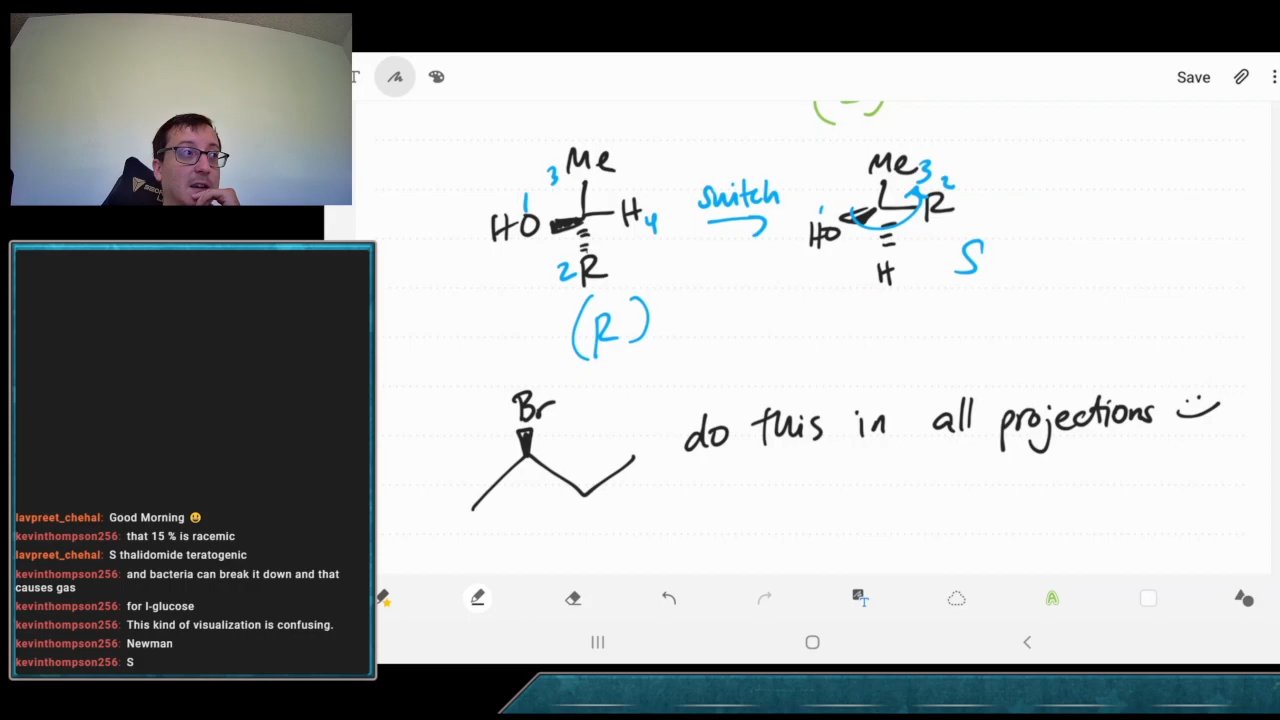 T
Save
3 Me
1
HO H 4
2 R
(R)
switch
Me 3
2
1
R
HO
H
S
Br
do this in all projections :)
lavpreet_chehal: Good Morning 😃
kevinthompson256: that 15 % is racemic
lavpreet_chehal: S thalidomide teratogenic
kevinthompson256: and bacteria can break it down and that
causes gas
kevinthompson256: for l-glucose
kevinthompson256: This kind of visualization is confusing.
kevinthompson256: Newman
kevinthompson256: S